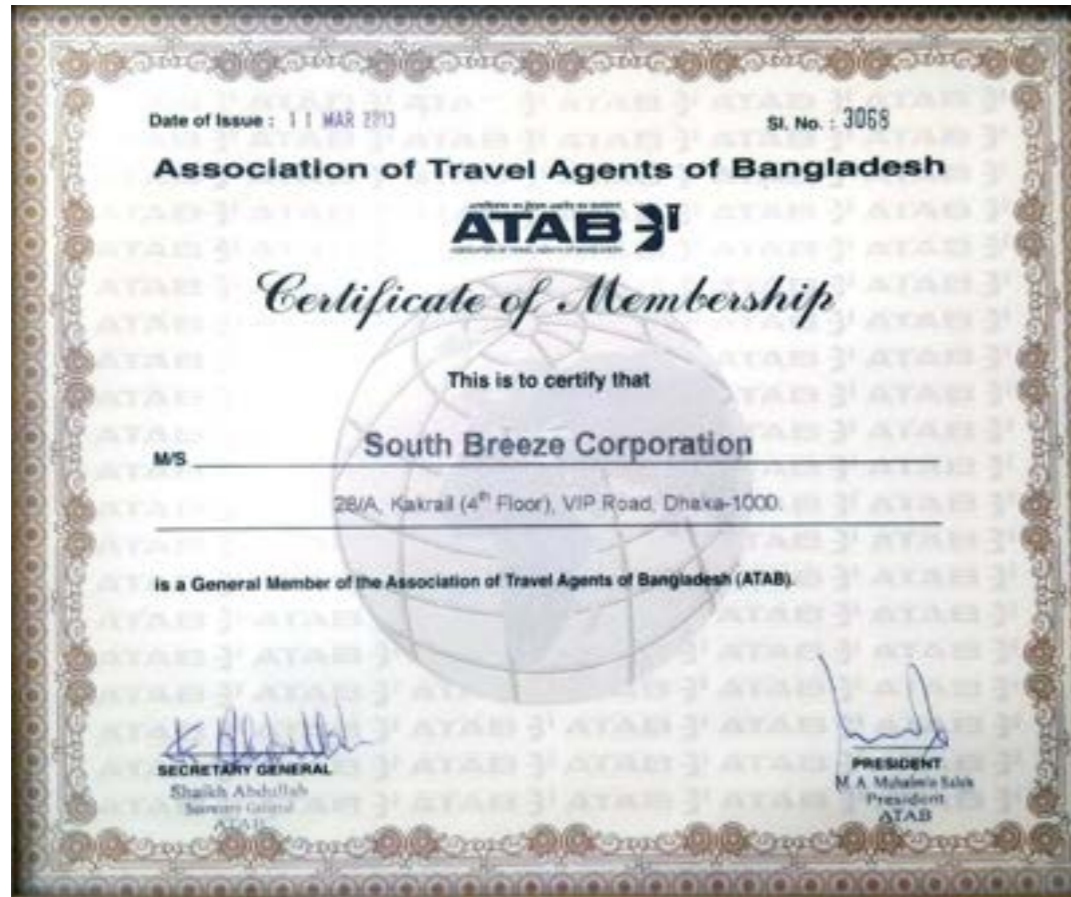 Date of Issue : 11 MAR 2013
Sl. No. : 3068
Association of Travel Agents of Bangladesh
ATAB
Certificate of Membership
This is to certify that
M/S South Breeze Corporation
28/A, Kakrail (4th Floor), VIP Road, Dhaka-1000.
is a General Member of the Association of Travel Agents of Bangladesh (ATAB).
SECRETARY GENERAL
Shaikh Abdullah
Secretary General
ATAB
PRESIDENT
M. A. Saleh
President
ATAB